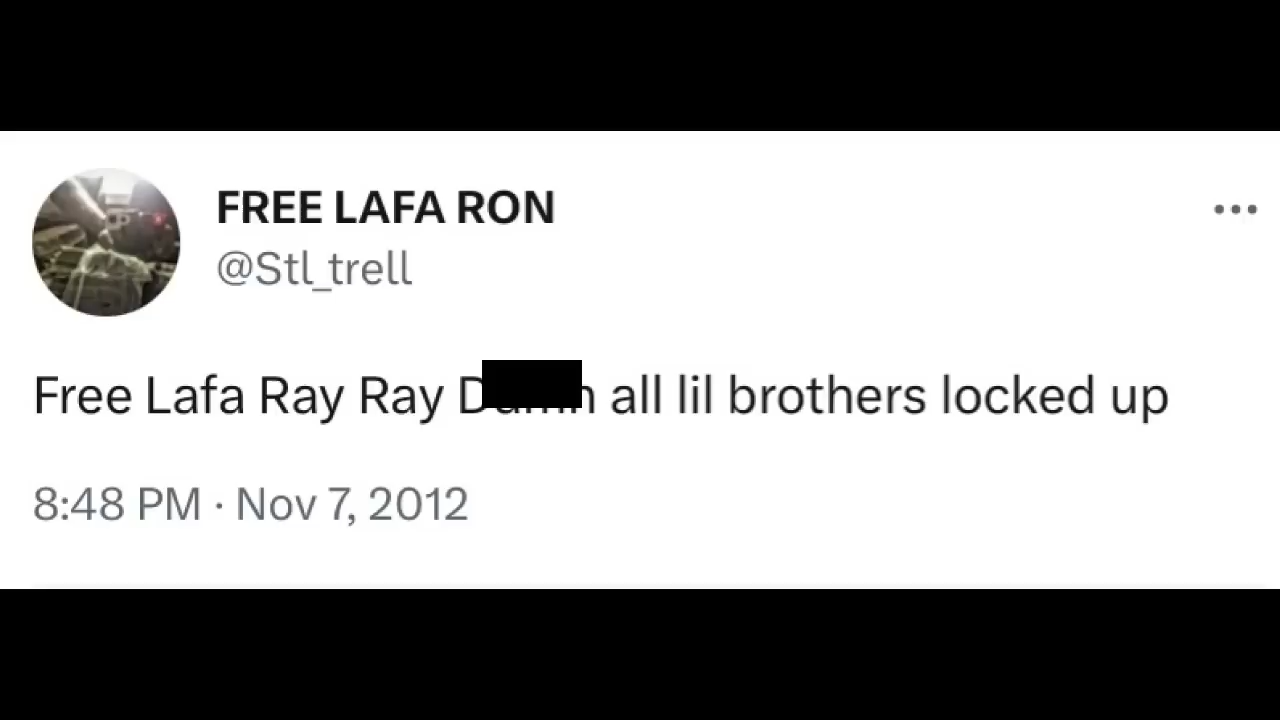 FREE LAFA RON
@Stl_trell
Free Lafa Ray Ray all lil brothers locked up
8:48 PM · Nov 7, 2012